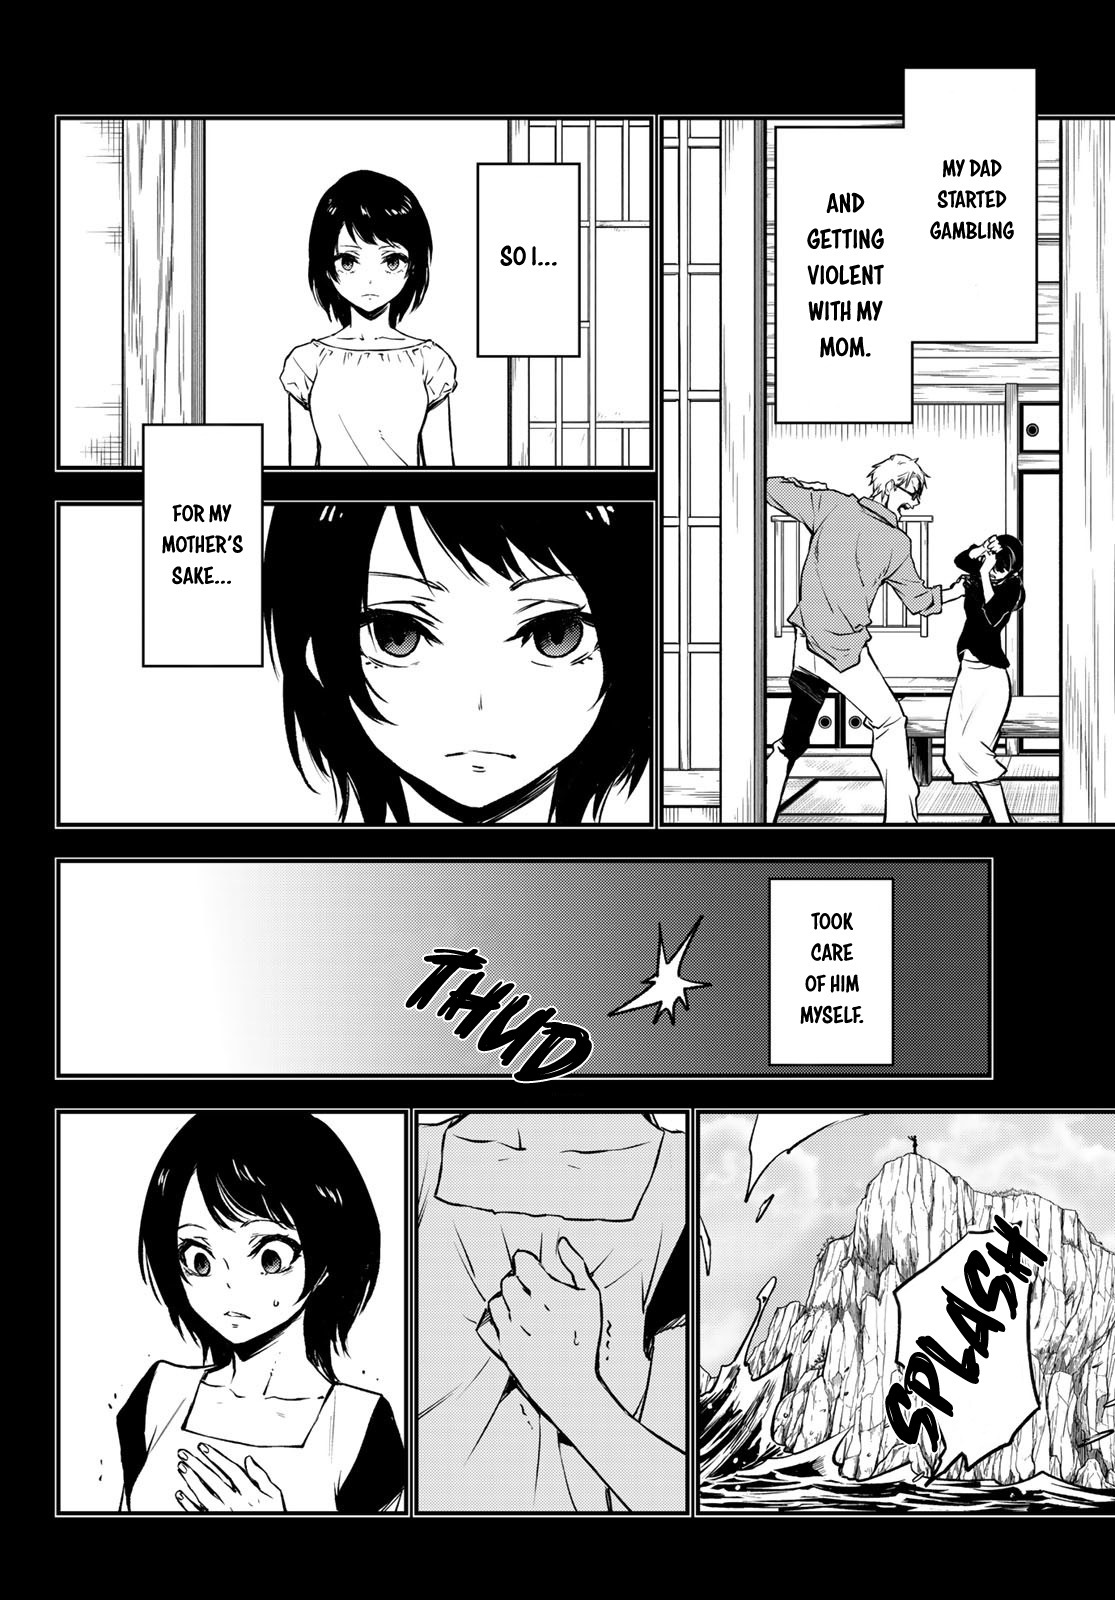 MY DAD
STARTED
GAMBLING
AND
GETTING
VIOLENT
WITH MY
MOM.
SO I...
FOR MY
MOTHER'S
SAKE...
TOOK
CARE
OF HIM
MYSELF.
THUD
SPLASH